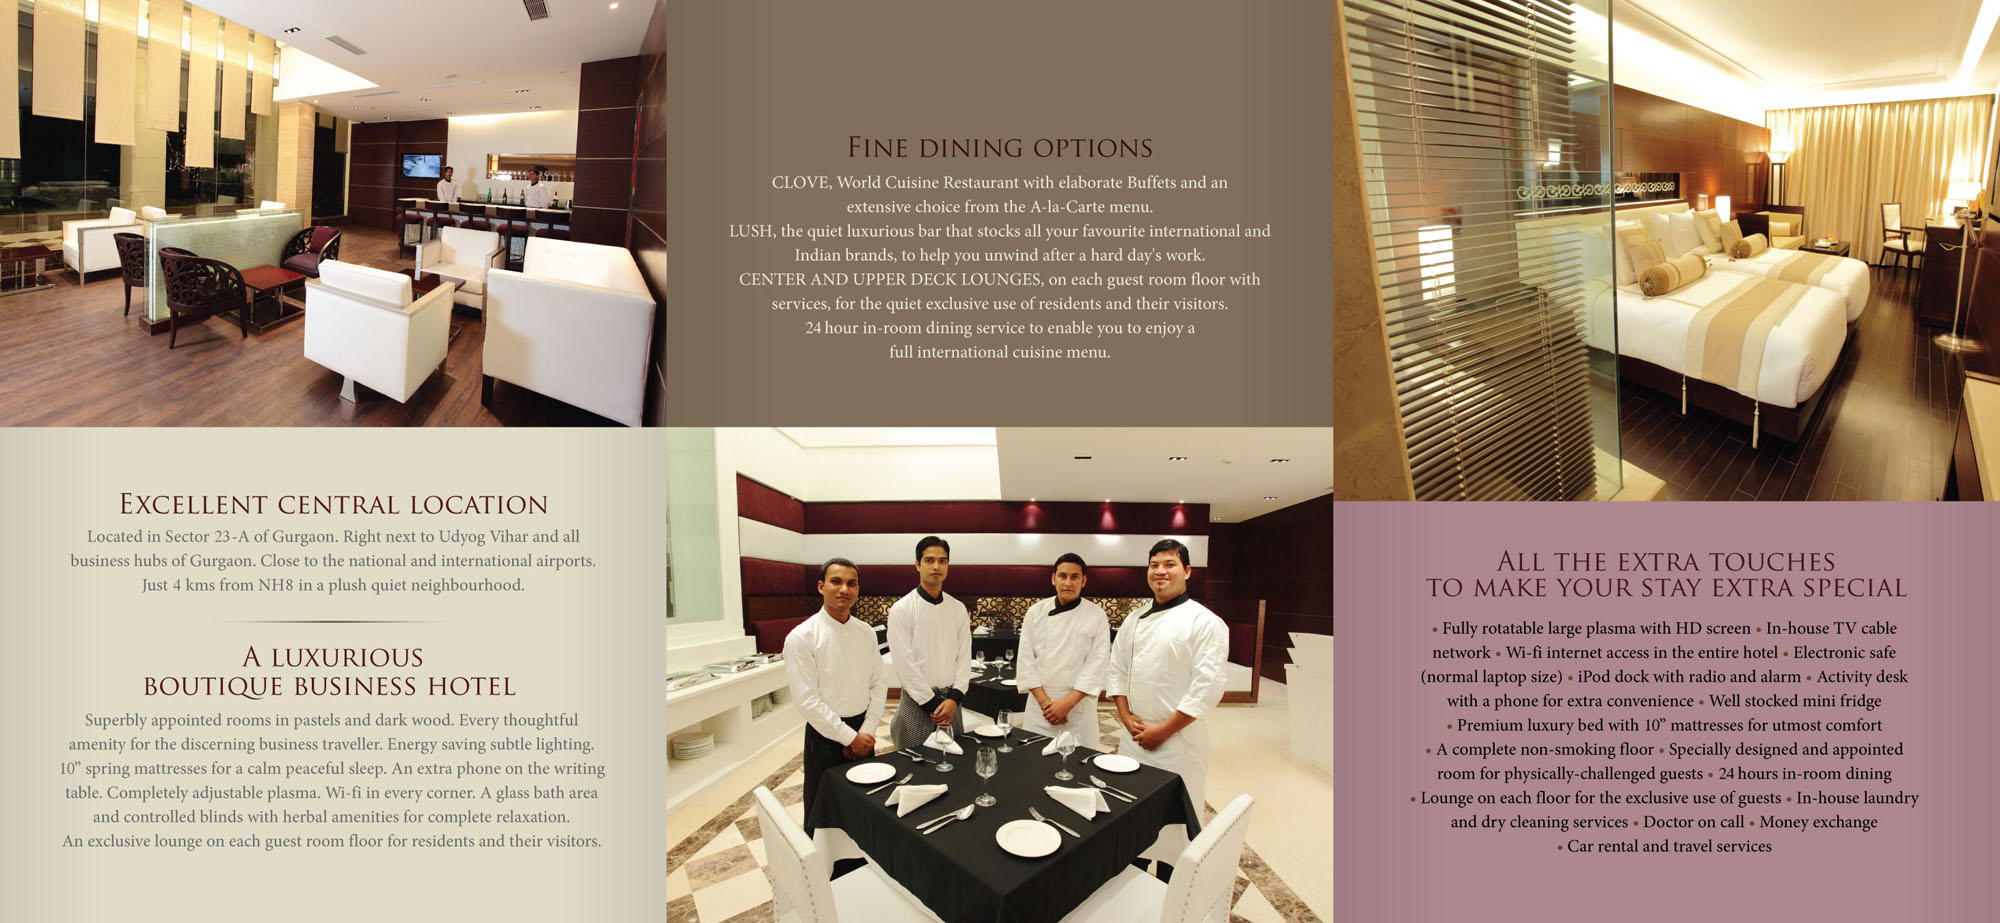 FINE DINING OPTIONS
CLOVE, World Cuisine Restaurant with elaborate Buffets and an
extensive choice from the A-la-Carte menu.
LUSH, the quiet luxurious bar that stocks all your favourite international and
Indian brands, to help you unwind after a hard day's work.
CENTER AND UPPER DECK LOUNGES, on each guest room floor with
services, for the quiet exclusive use of residents and their visitors.
24 hour in-room dining service to enable you to enjoy a
full international cuisine menu.
EXCELLENT CENTRAL LOCATION
Located in Sector 23-A of Gurgaon. Right next to Udyog Vihar and all
business hubs of Gurgaon. Close to the national and international airports.
Just 4 kms from NH8 in a plush quiet neighbourhood.
A LUXURIOUS
BOUTIQUE BUSINESS HOTEL
Superbly appointed rooms in pastels and dark wood. Every thoughtful
amenity for the discerning business traveller. Energy saving subtle lighting.
10” spring mattresses for a calm peaceful sleep. An extra phone on the writing
table. Completely adjustable plasma. Wi-fi in every corner. A glass bath area
and controlled blinds with herbal amenities for complete relaxation.
An exclusive lounge on each guest room floor for residents and their visitors.
ALL THE EXTRA TOUCHES
TO MAKE YOUR STAY EXTRA SPECIAL
• Fully rotatable large plasma with HD screen • In-house TV cable
network • Wi-fi internet access in the entire hotel • Electronic safe
(normal laptop size) • iPod dock with radio and alarm • Activity desk
with a phone for extra convenience • Well stocked mini fridge
• Premium luxury bed with 10” mattresses for utmost comfort
• A complete non-smoking floor • Specially designed and appointed
room for physically-challenged guests • 24 hours in-room dining
• Lounge on each floor for the exclusive use of guests • In-house laundry
and dry cleaning services • Doctor on call • Money exchange
• Car rental and travel services